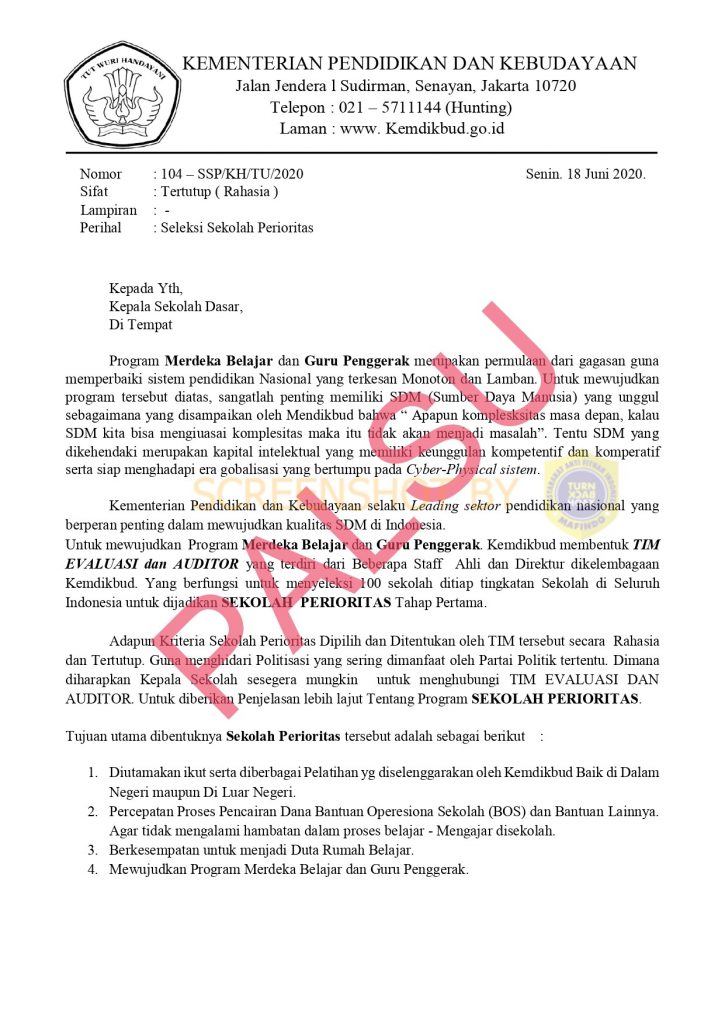 TUT WURI HANDAYANI
KEMENTERIAN PENDIDIKAN DAN KEBUDAYAAN
Jalan Jendera l Sudirman, Senayan, Jakarta 10720
Telepon : 021 – 5711144 (Hunting)
Laman : www. Kemdikbud.go.id
Nomor : 104 – SSP/KH/TU/2020 Senin. 18 Juni 2020.
Sifat : Tertutup ( Rahasia )
Lampiran : -
Perihal : Seleksi Sekolah Perioritas
Kepada Yth,
Kepala Sekolah Dasar,
Di Tempat
Program Merdeka Belajar dan Guru Penggerak merupakan permulaan dari gagasan guna
memperbaiki sistem pendidikan Nasional yang terkesan Monoton dan Lamban. Untuk mewujudkan
program tersebut diatas, sangatlah penting memiliki SDM (Sumber Daya Manusia) yang unggul
sebagaimana yang disampaikan oleh Mendikbud bahwa “ Apapun kompleksksitas masa depan, kalau
SDM kita bisa mengiuasai komplesitas maka itu tidak akan menjadi masalah”. Tentu SDM yang
dikehendaki merupakan kapital intelektual yang memiliki keunggulan kompetentif dan komperatif
serta siap menghadapi era gobalisasi yang bertumpu pada Cyber-Physical sistem.
Kementerian Pendidikan dan Kebudayaan selaku Leading sektor pendidikan nasional yang
berperan penting dalam mewujudkan kualitas SDM di Indonesia.
Untuk mewujudkan Program Merdeka Belajar dan Guru Penggerak. Kemdikbud membentuk TIM
EVALUASI dan AUDITOR yang terdiri dari Beberapa Staff Ahli dan Direktur dikelembagaan
Kemdikbud. Yang berfungsi untuk menyeleksi 100 sekolah ditiap tingkatan Sekolah di Seluruh
Indonesia untuk dijadikan SEKOLAH PERIORITAS Tahap Pertama.
Adapun Kriteria Sekolah Perioritas Dipilih dan Ditentukan oleh TIM tersebut secara Rahasia
dan Tertutup. Guna menghidari Politisasi yang sering dimanfaat oleh Partai Politik tertentu. Dimana
diharapkan Kepala Sekolah sesegera mungkin untuk menghubungi TIM EVALUASI DAN
AUDITOR. Untuk diberikan Penjelasan lebih lajut Tentang Program SEKOLAH PERIORITAS.
Tujuan utama dibentuknya Sekolah Perioritas tersebut adalah sebagai berikut :
1. Diutamakan ikut serta diberbagai Pelatihan yg diselenggarakan oleh Kemdikbud Baik di Dalam
Negeri maupun Di Luar Negeri.
2. Percepatan Proses Pencairan Dana Bantuan Operesiona Sekolah (BOS) dan Bantuan Lainnya.
Agar tidak mengalami hambatan dalam proses belajar - Mengajar disekolah.
3. Berkesempatan untuk menjadi Duta Rumah Belajar.
4. Mewujudkan Program Merdeka Belajar dan Guru Penggerak.
PALSU
SCREENSHOT BY
MASYARAKAT ANTI FITNAH INDONESIA
TURN
BACK
HOAX
MAFINDO